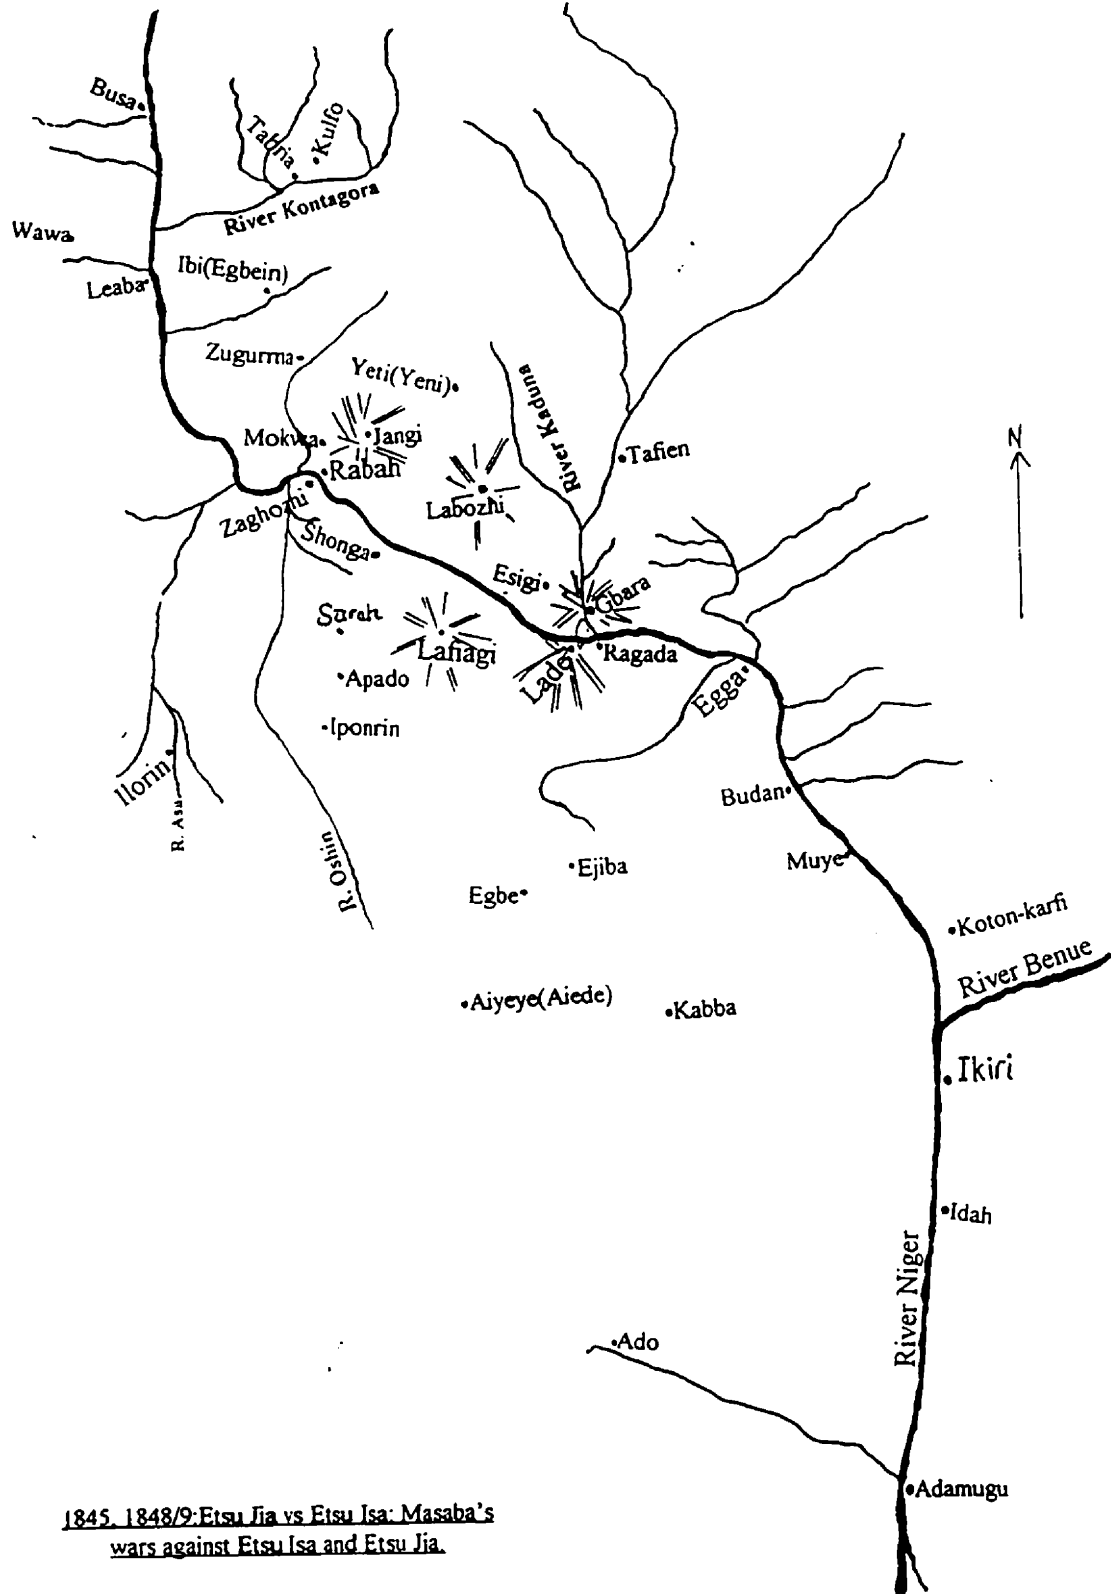 Busa
Tabria
Kulfo
River Kontagora
Wawa
Ibi(Egbein)
Leaba
Zugurma
Yeti(Yeni)
River Kaduna
N
Mokwa
Jangi
Rabah
Tafien
Labozhi
Zaghozhi
Shonga
Esigi
Gbara
Sarah
Lafiagi
Lade
Ragada
Apado
Egga
Iponrin
Ilorin
R. Asa
Budan
R. Oshin
Muye
Ejiba
Egbe
Koton-karfi
River Benue
Aiyeye(Aiede)
Kabba
Ikiri
Idah
River Niger
Ado
Adamugu
1845, 1848/9:Etsu Jia vs Etsu Isa: Masaba's
wars against Etsu Isa and Etsu Jia.